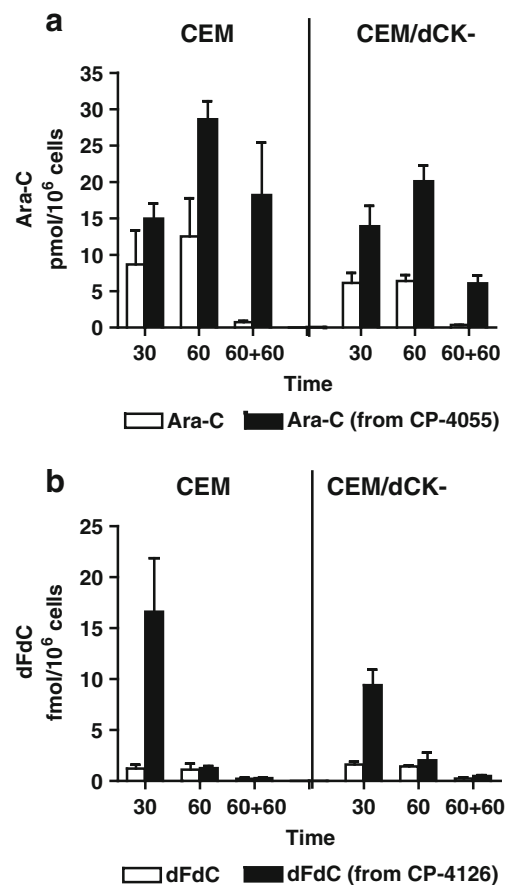 a
CEM
CEM/dCK-
Ara-C
pmol/10⁶ cells
35
30
25
20
15
10
5
0
30 60 60+60 30 60 60+60
Time
Ara-C Ara-C (from CP-4055)
b
CEM
CEM/dCK-
dFdC
fmol/10⁶ cells
25
20
15
10
5
0
30 60 60+60 30 60 60+60
Time
dFdC dFdC (from CP-4126)